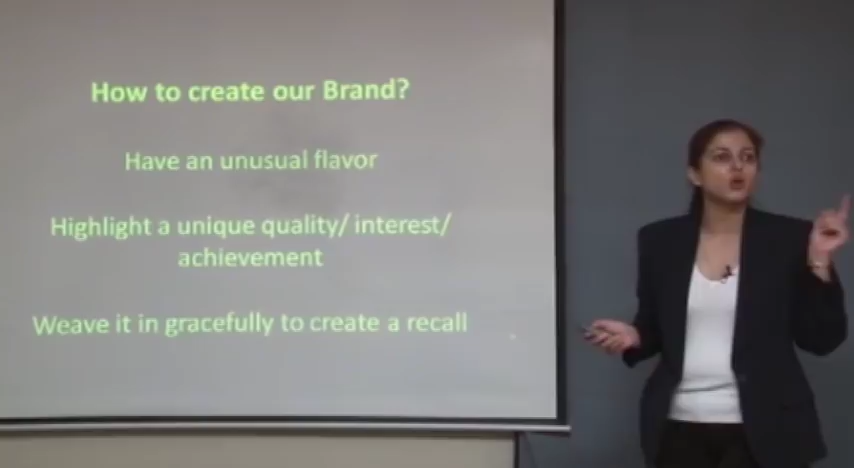 How to create our Brand?
Have an unusual flavor
Highlight a unique quality/ interest/
achievement
Weave it in gracefully to create a recall